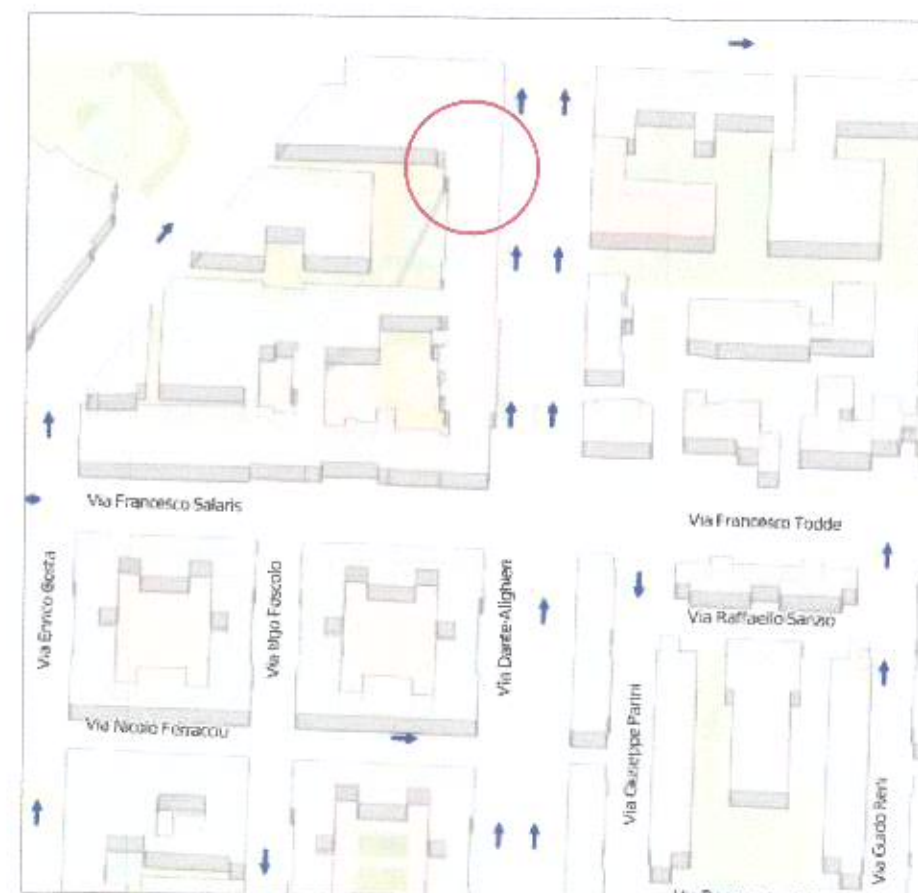 Via Francesco Salaris
Via Francesco Todde
Via Enrico Costa
Via Ugo Foscolo
Via Dante Alighieri
Via Raffaello Sanzio
Via Giuseppe Parini
Via Nicolò Ferracciu
Via Guido Reni